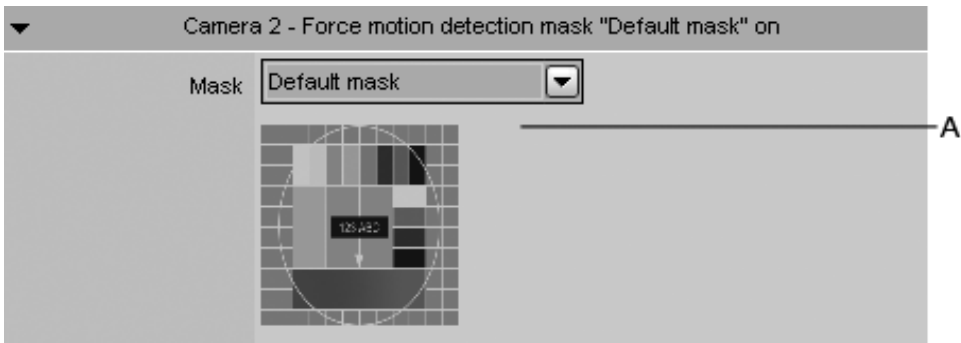 Camera 2 - Force motion detection mask "Default mask" on
Mask
Default mask
A